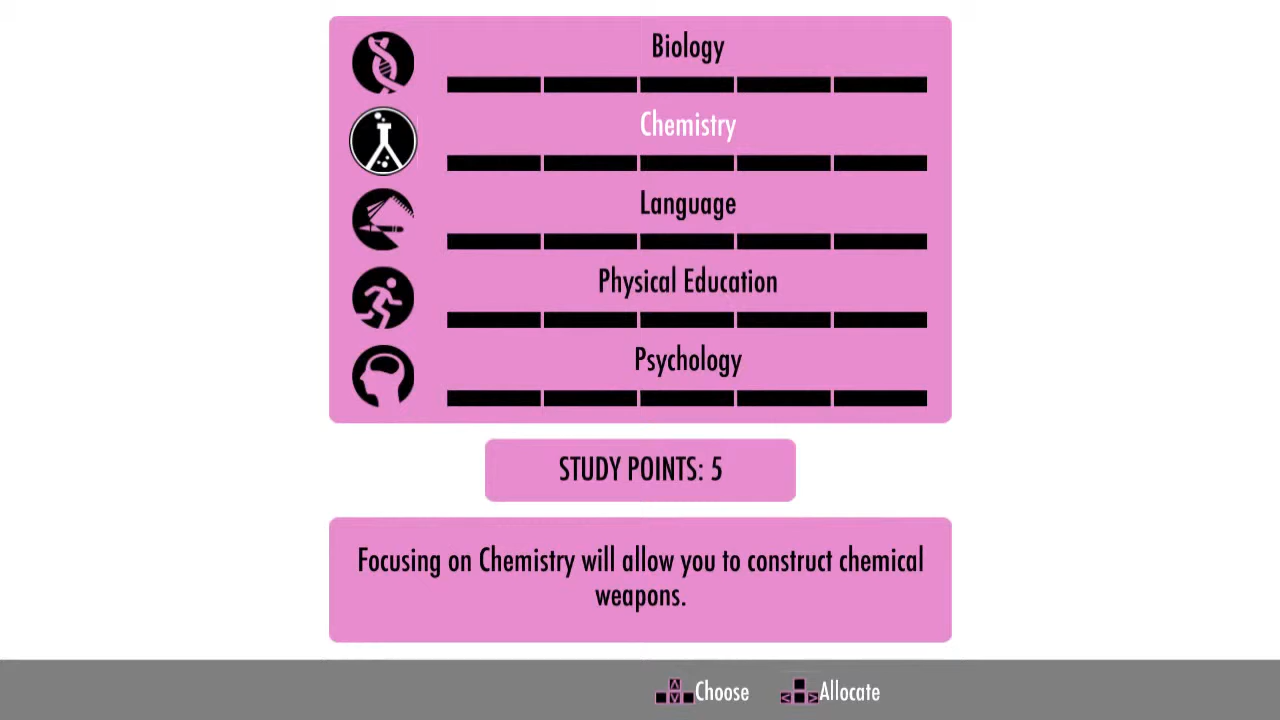 Biology
Chemistry
Language
Physical Education
Psychology
STUDY POINTS: 5
Focusing on Chemistry will allow you to construct chemical
weapons.
Choose Allocate